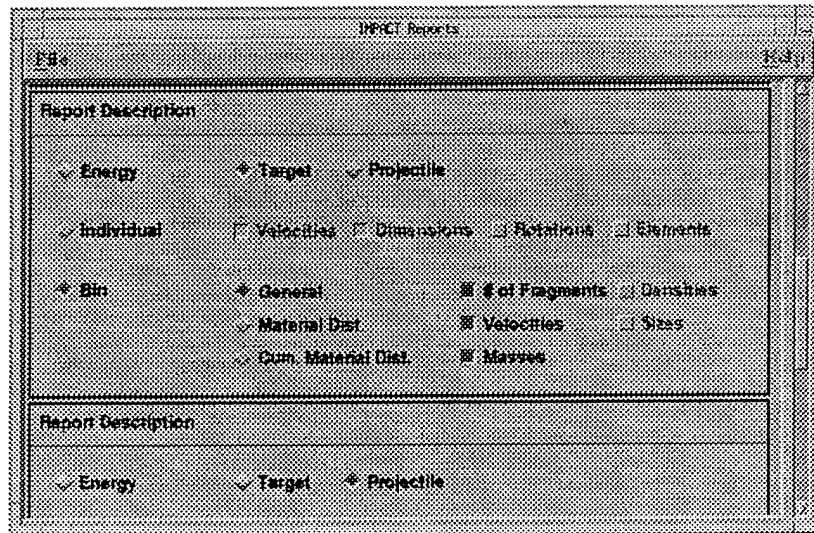 IMPACT Reports
File Help
Report Description
Energy Target Projectile
Individual Velocities Dimensions Rotations Elements
Bin General # of Fragments Densities
Material Dist. Velocities Sizes
Cum. Material Dist. Masses
Report Description
Energy Target Projectile